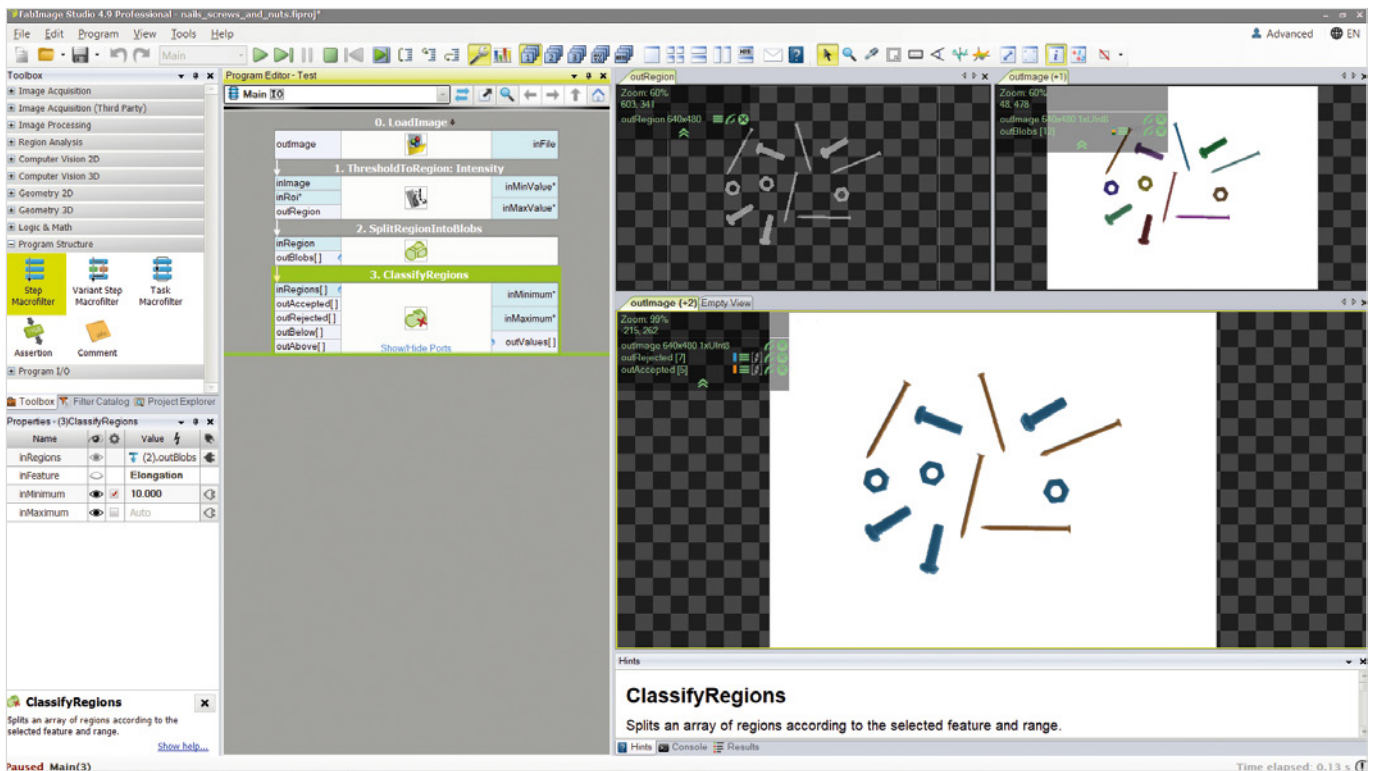 FabImage Studio 4.9 Professional - nails_screws_and_nuts.fiproj*
File Edit Program View Tools Help
Advanced EN
Main
Toolbox
Image Acquisition
Image Acquisition (Third Party)
Image Processing
Region Analysis
Computer Vision 2D
Computer Vision 3D
Geometry 2D
Geometry 3D
Logic & Math
Program Structure
Step Macrofilter
Variant Step Macrofilter
Task Macrofilter
Assertion
Comment
Program I/O
Toolbox Filter Catalog Project Explorer
Properties - (3)ClassifyRegions
Name Value
inRegions (2).outBlobs
inFeature Elongation
inMinimum 10.000
inMaximum Auto
ClassifyRegions
Splits an array of regions according to the
selected feature and range.
Show help...
Paused Main(3)
Program Editor - Test
Main IO
0. LoadImage
outImage inFile
1. ThresholdToRegion: Intensity
inImage inMinValue*
inRoi*
outRegion inMaxValue*
2. SplitRegionIntoBlobs
inRegion
outBlobs[]
3. ClassifyRegions
inRegions[] inMinimum*
outAccepted[]
outRejected[] inMaximum*
outBelow[]
outAbove[] Show/Hide Ports outValues[]
outRegion
Zoom: 60%
603, 341
outRegion 640x480
outImage (+1)
Zoom: 60%
48, 478
outImage 640x480 1xUInt8
outBlobs [12]
outImage (+2) Empty View
Zoom: 99%
-215, 262
outImage 640x480 1xUInt8
outRejected [7]
outAccepted [5]
Hints
ClassifyRegions
Splits an array of regions according to the selected feature and range.
Hints Console Results
Time elapsed: 0.13 s